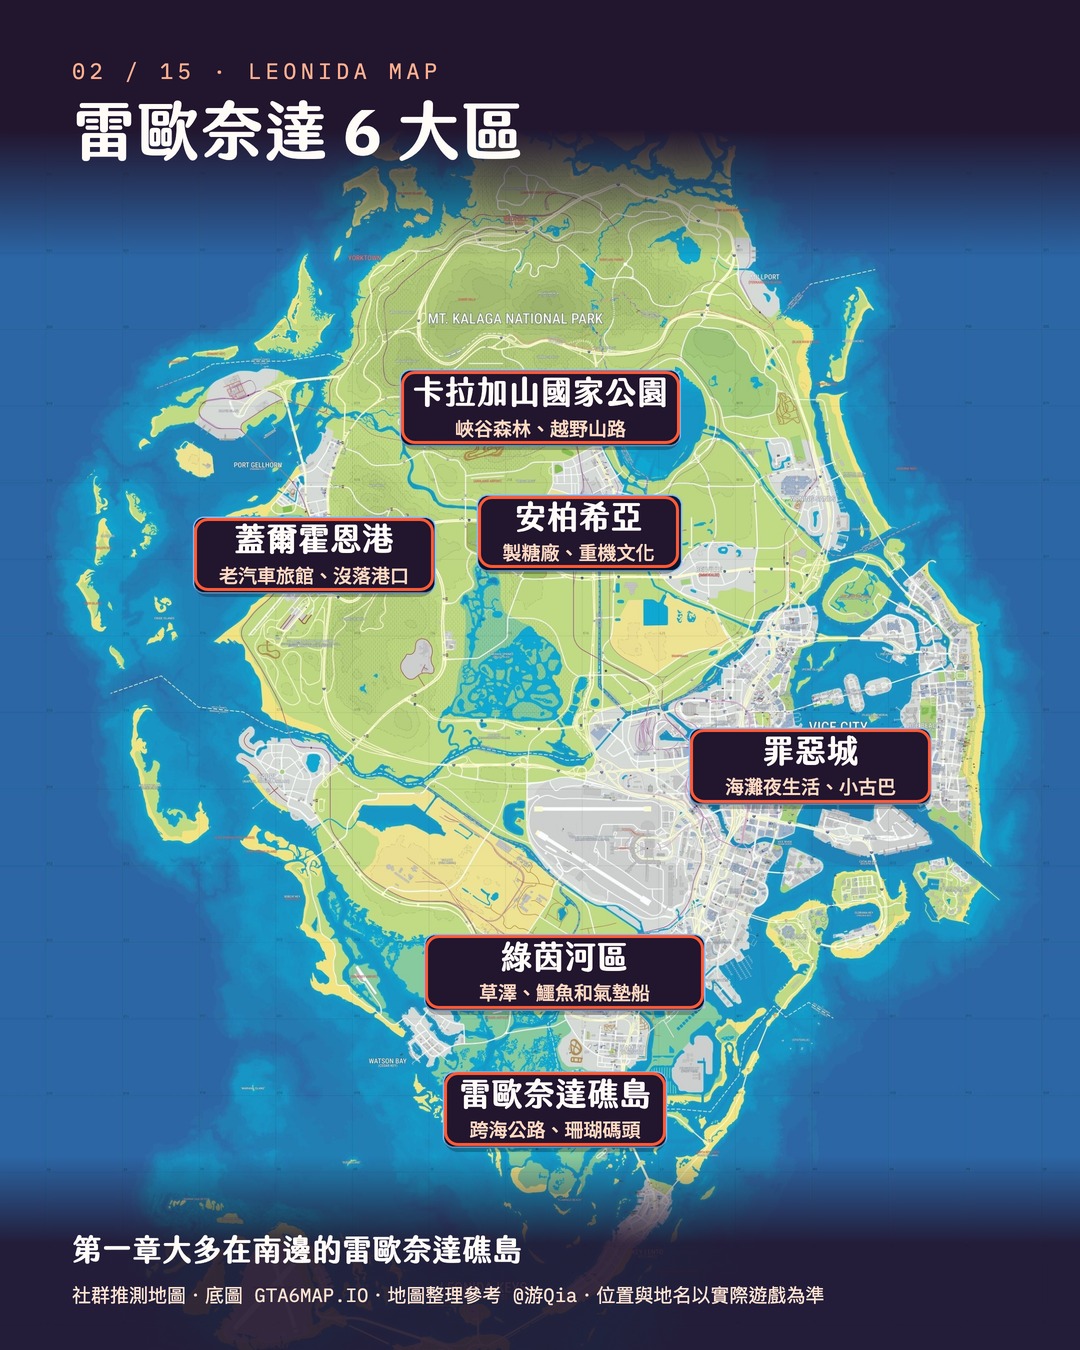 02 / 15 · LEONIDA MAP
雷歐奈達 6 大區
YORKTOWN
MT. KALAGA NATIONAL PARK
卡拉加山國家公園
峽谷森林、越野山路
PORT GELLHORN
安柏希亞
製糖廠、重機文化
蓋爾霍恩港
老汽車旅館、沒落港口
VICE CITY
罪惡城
海灘夜生活、小古巴
綠茵河區
草澤、鱷魚和氣墊船
WATSON BAY
雷歐奈達礁島
跨海公路、珊瑚碼頭
第一章大多在南邊的雷歐奈達礁島
社群推測地圖 · 底圖 GTA6MAP.IO · 地圖整理參考 @游Qia · 位置與地名以實際遊戲為準